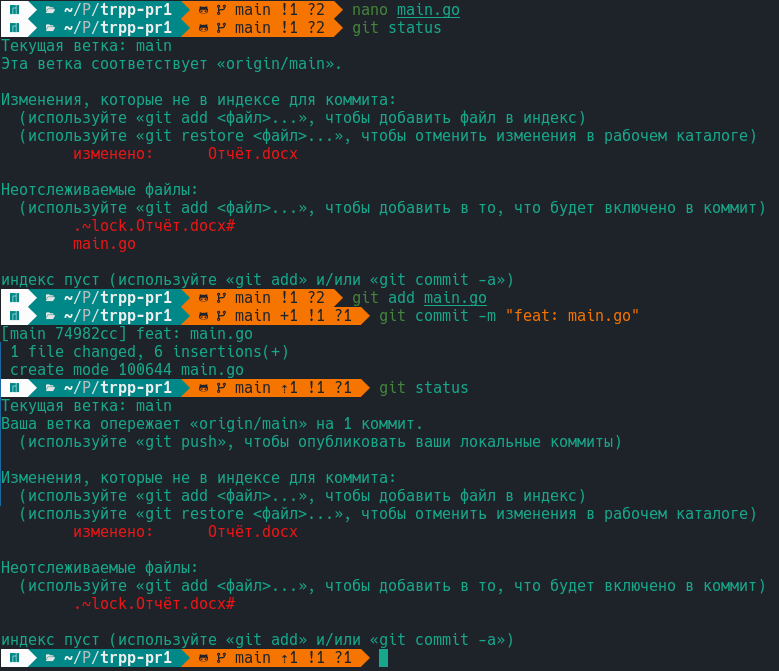 ~/P/trpp-pr1 main !1 ?2 nano main.go
~/P/trpp-pr1 main !1 ?2 git status
Текущая ветка: main
Эта ветка соответствует «origin/main».
Изменения, которые не в индексе для коммита:
(используйте «git add <файл>...», чтобы добавить файл в индекс)
(используйте «git restore <файл>...», чтобы отменить изменения в рабочем каталоге)
изменено: Отчёт.docx
Неотслеживаемые файлы:
(используйте «git add <файл>...», чтобы добавить в то, что будет включено в коммит)
.~lock.Отчёт.docx#
main.go
индекс пуст (используйте «git add» и/или «git commit -a»)
~/P/trpp-pr1 main !1 ?2 git add main.go
~/P/trpp-pr1 main +1 !1 ?1 git commit -m "feat: main.go"
[main 74982cc] feat: main.go
1 file changed, 6 insertions(+)
create mode 100644 main.go
~/P/trpp-pr1 main ↑1 !1 ?1 git status
Текущая ветка: main
Ваша ветка опережает «origin/main» на 1 коммит.
(используйте «git push», чтобы опубликовать ваши локальные коммиты)
Изменения, которые не в индексе для коммита:
(используйте «git add <файл>...», чтобы добавить файл в индекс)
(используйте «git restore <файл>...», чтобы отменить изменения в рабочем каталоге)
изменено: Отчёт.docx
Неотслеживаемые файлы:
(используйте «git add <файл>...», чтобы добавить в то, что будет включено в коммит)
.~lock.Отчёт.docx#
индекс пуст (используйте «git add» и/или «git commit -a»)
~/P/trpp-pr1 main ↑1 !1 ?1